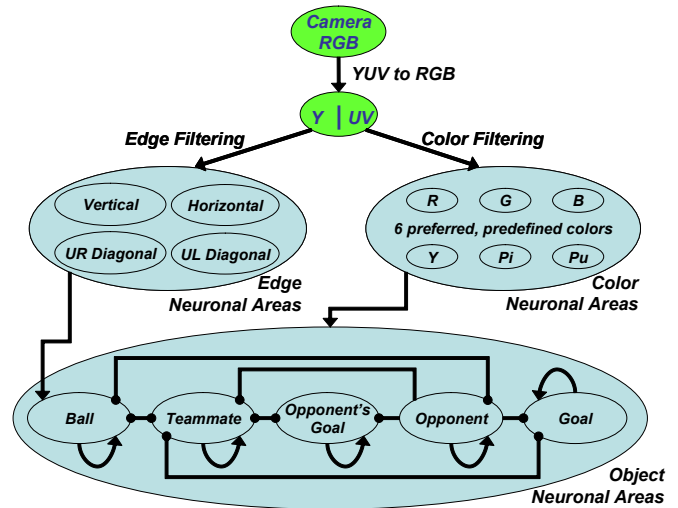 Camera
RGB
YUV to RGB
Y | UV
Edge Filtering
Color Filtering
Vertical
Horizontal
UR Diagonal
UL Diagonal
Edge
Neuronal Areas
R
G
B
6 preferred, predefined colors
Y
Pi
Pu
Color
Neuronal Areas
Ball
Teammate
Opponent's
Goal
Opponent
Goal
Object
Neuronal Areas